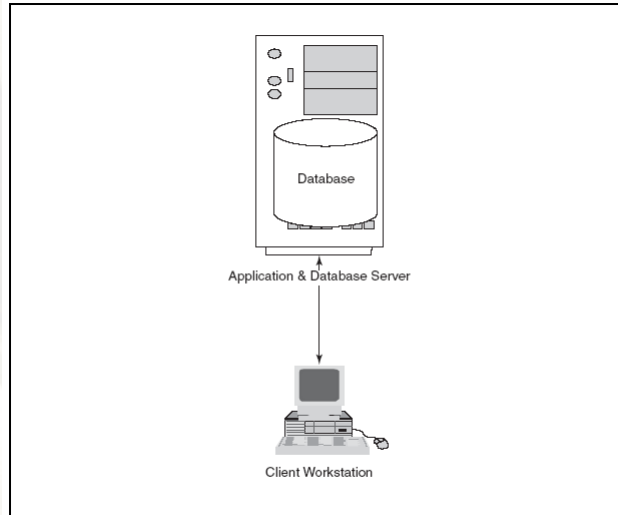 Database
Application & Database Server
Client Workstation